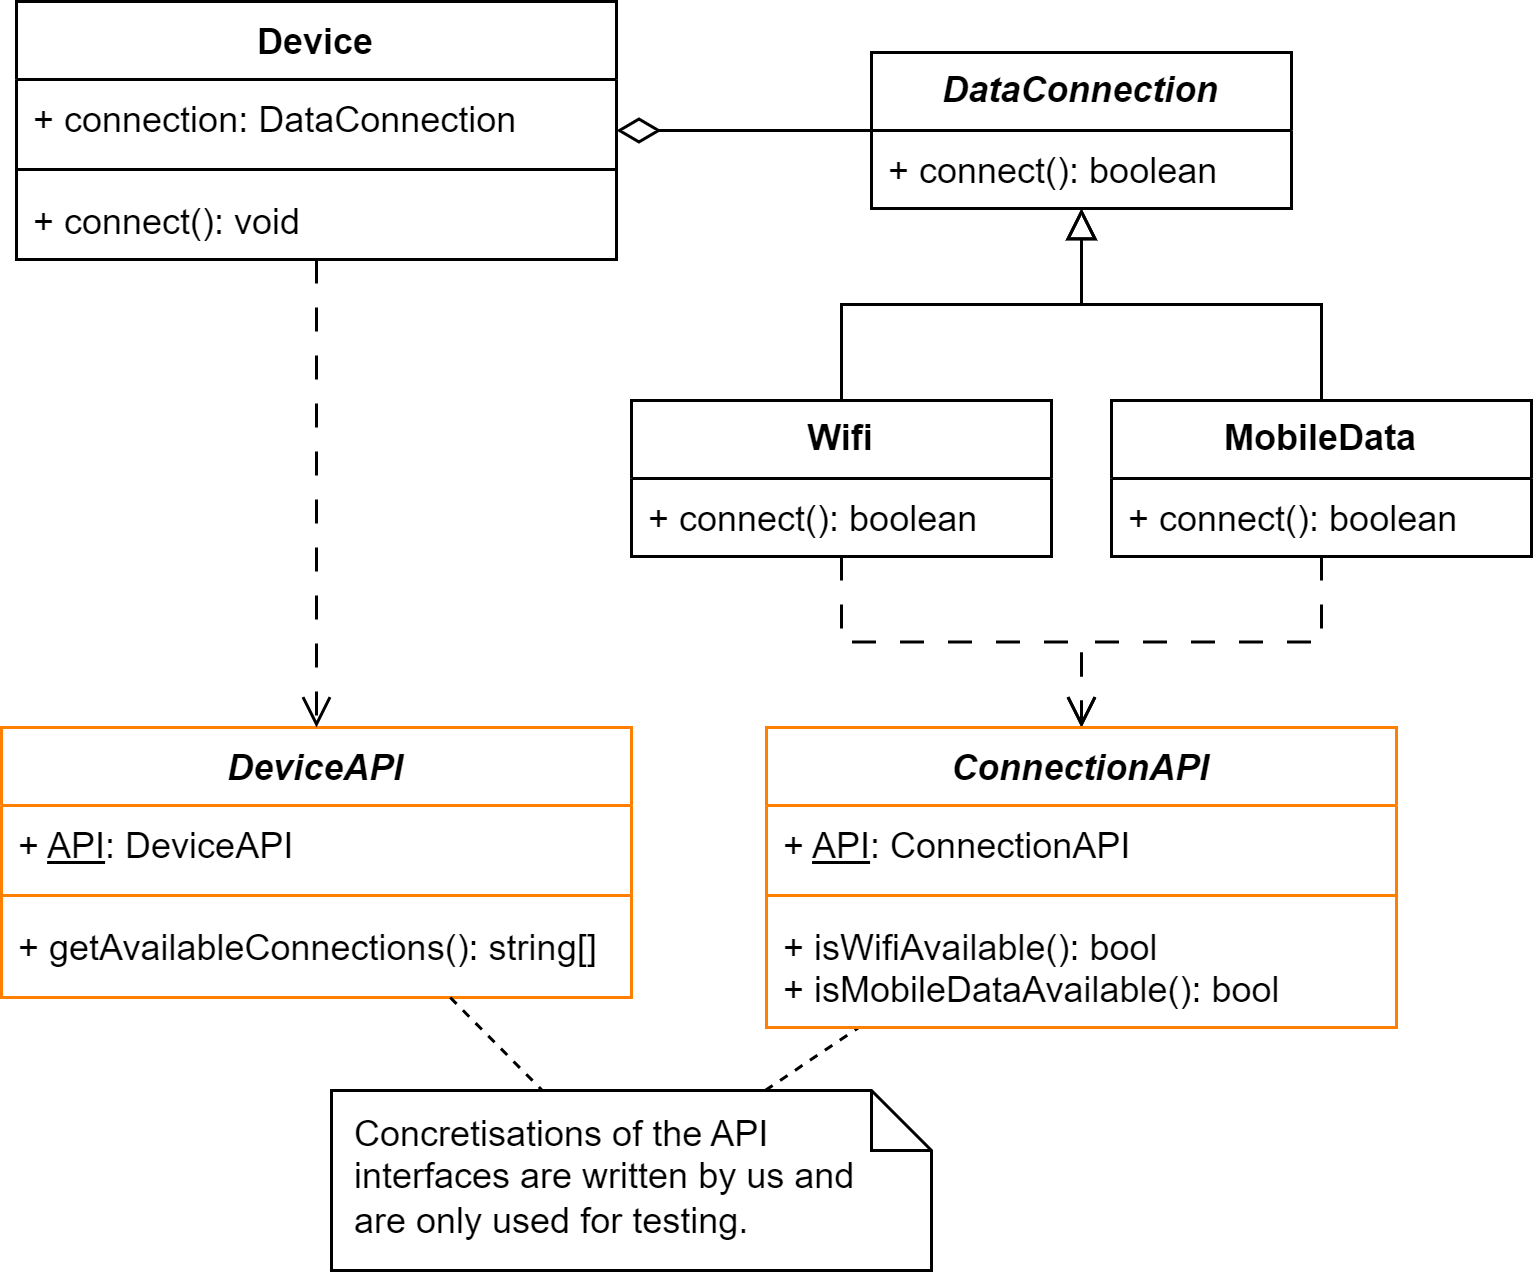 Device
+ connection: DataConnection
+ connect(): void
DataConnection
+ connect(): boolean
Wifi
+ connect(): boolean
MobileData
+ connect(): boolean
DeviceAPI
+ API: DeviceAPI
+ getAvailableConnections(): string[]
ConnectionAPI
+ API: ConnectionAPI
+ isWifiAvailable(): bool
+ isMobileDataAvailable(): bool
Concretisations of the API
interfaces are written by us and
are only used for testing.